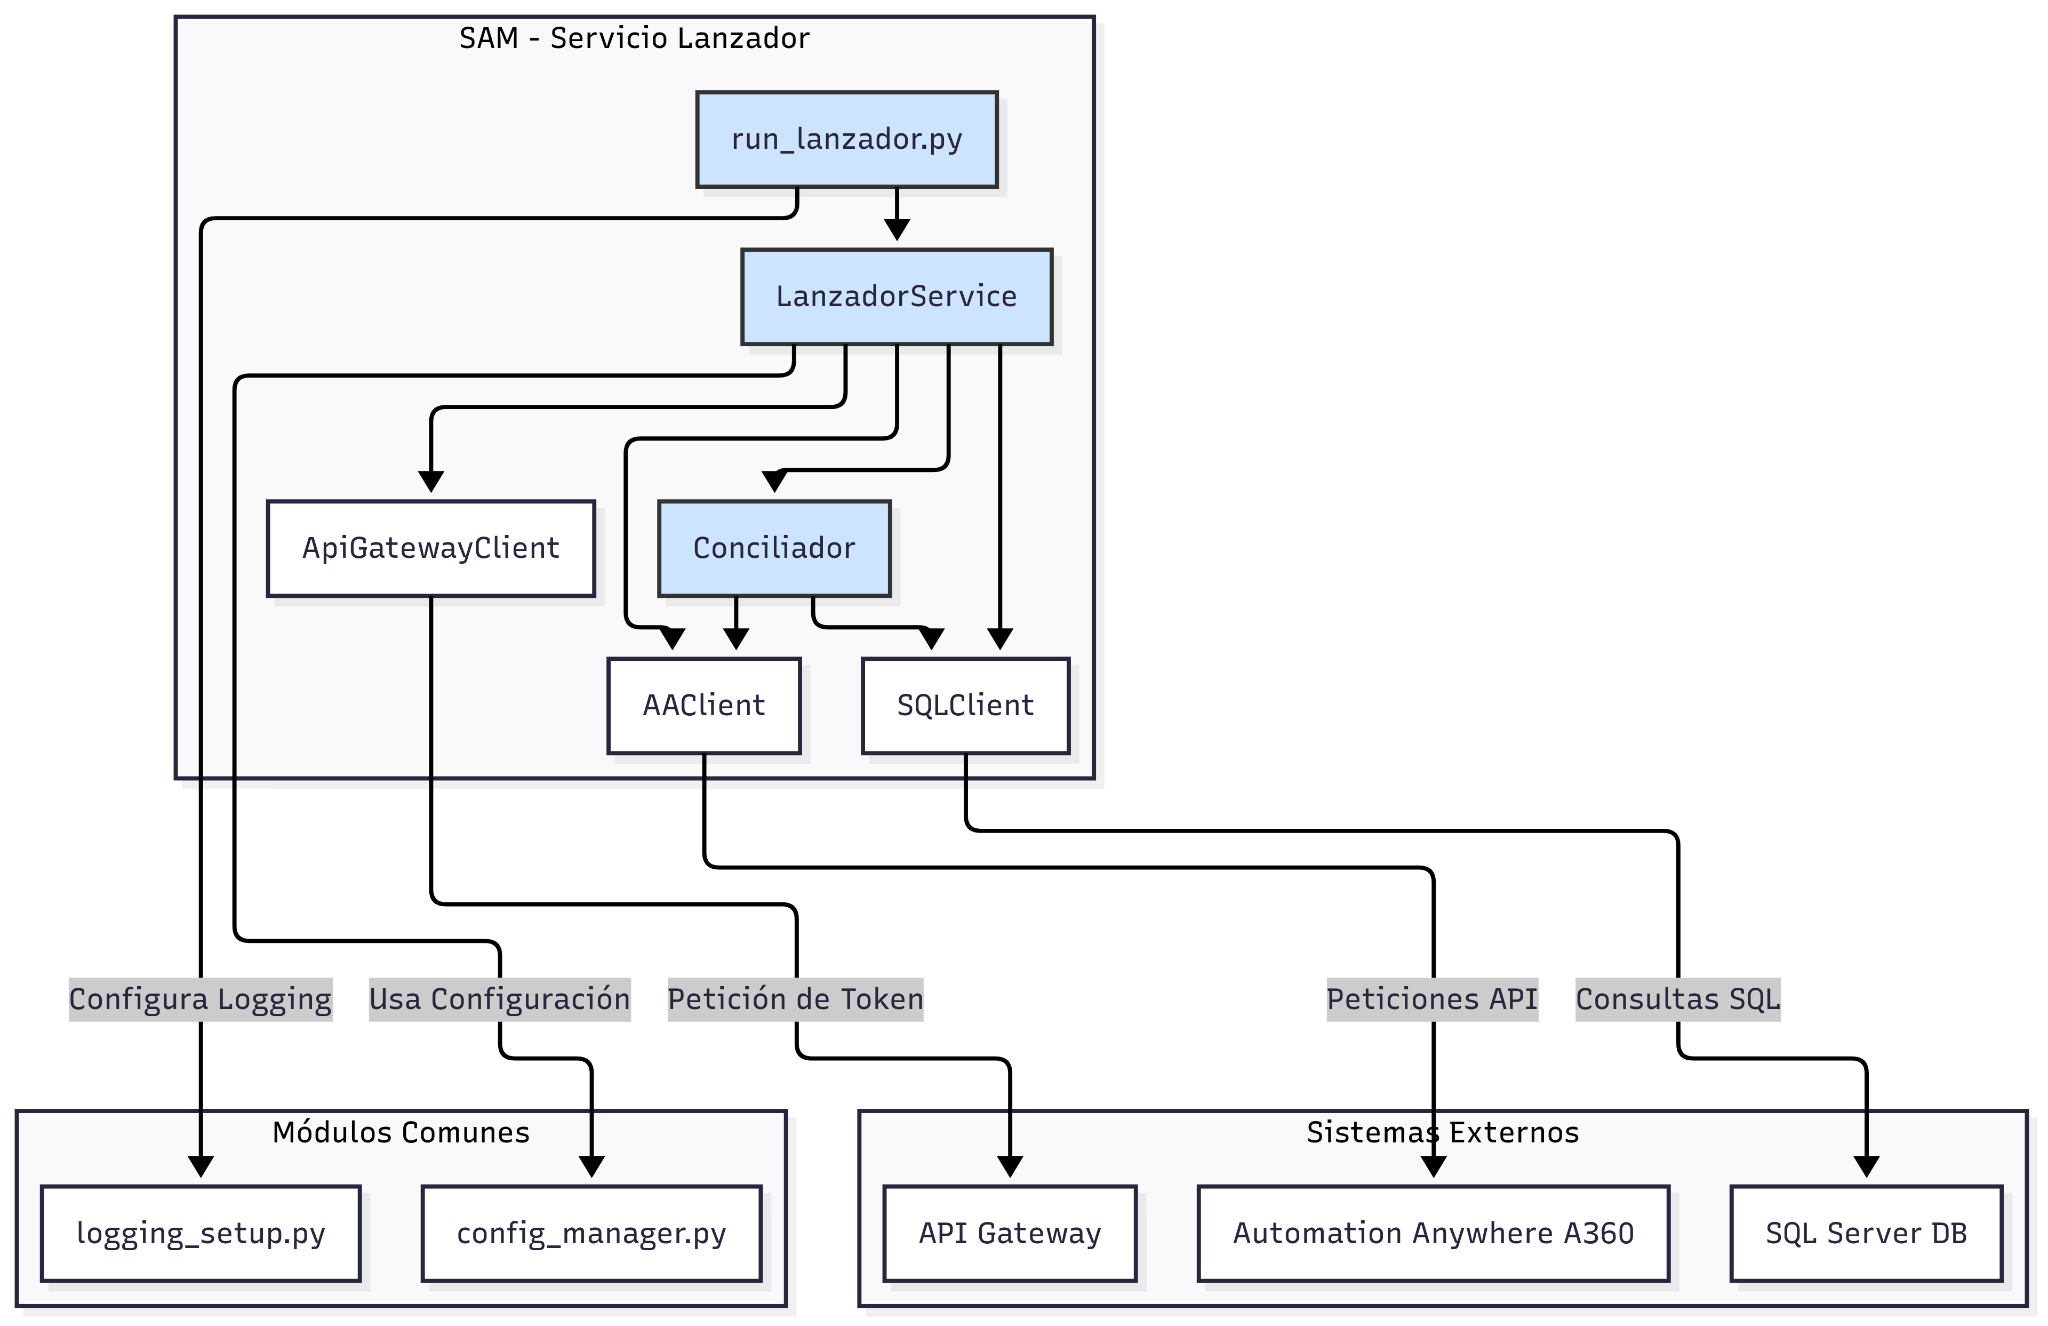 SAM - Servicio Lanzador
run_lanzador.py
LanzadorService
ApiGatewayClient
Conciliador
AAClient
SQLClient
Configura Logging
Usa Configuración
Petición de Token
Peticiones API
Consultas SQL
Módulos Comunes
Sistemas Externos
logging_setup.py
config_manager.py
API Gateway
Automation Anywhere A360
SQL Server DB